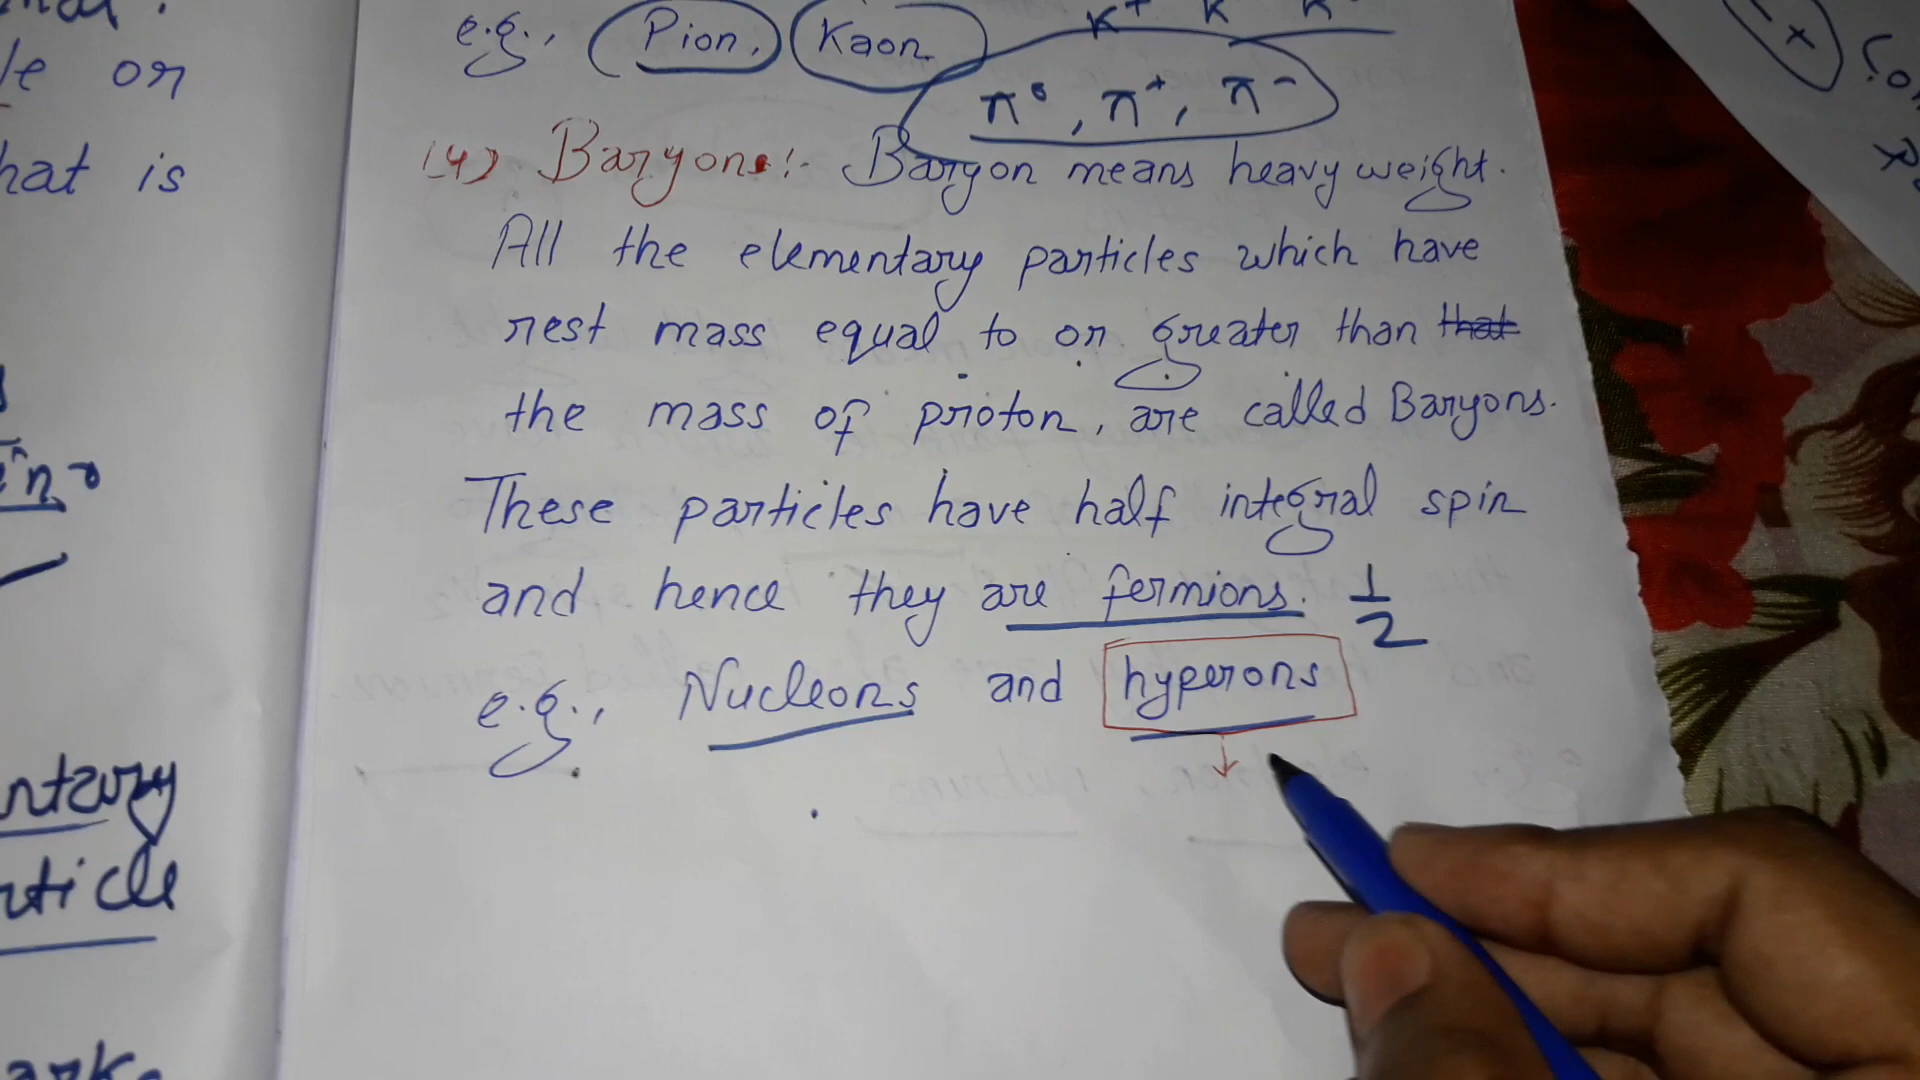 e.g., Pion, Kaon
K+ K K
π°, π+, π-
(4) Baryons:- Baryon means heavy weight.
All the elementary particles which have
rest mass equal to or greater than that
the mass of proton, are called Baryons.
These particles have half integral spin
and hence they are fermions. 1/2
e.g., Nucleons and hyperons
le or
hat is
ntary
rticle